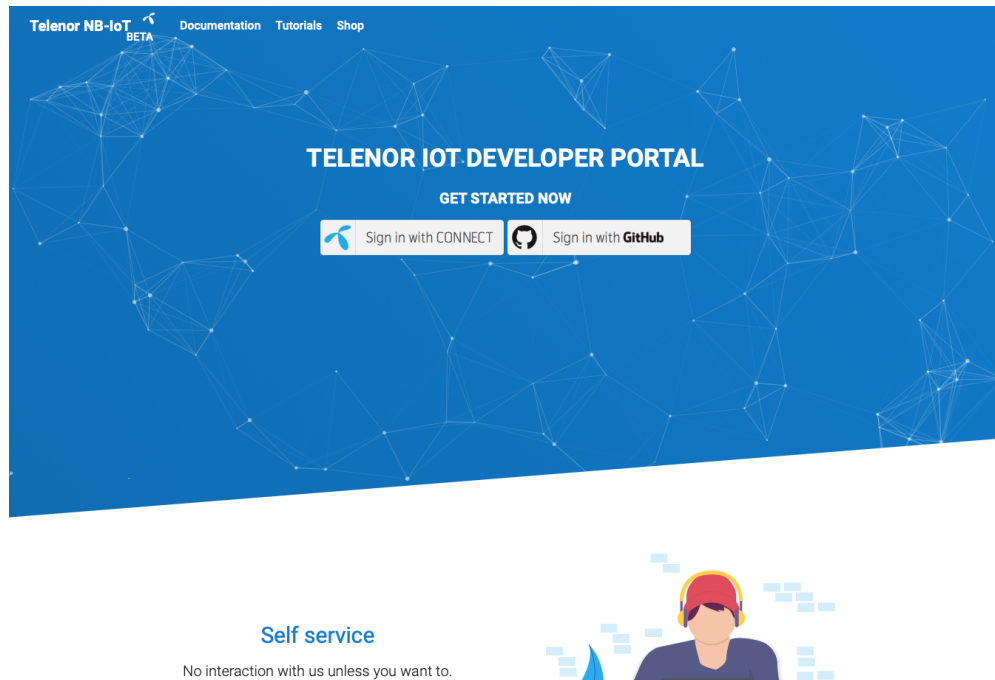 Telenor NB-IoT Documentation Tutorials Shop
BETA
TELENOR IOT DEVELOPER PORTAL
GET STARTED NOW
Sign in with CONNECT Sign in with GitHub
Self service
No interaction with us unless you want to.